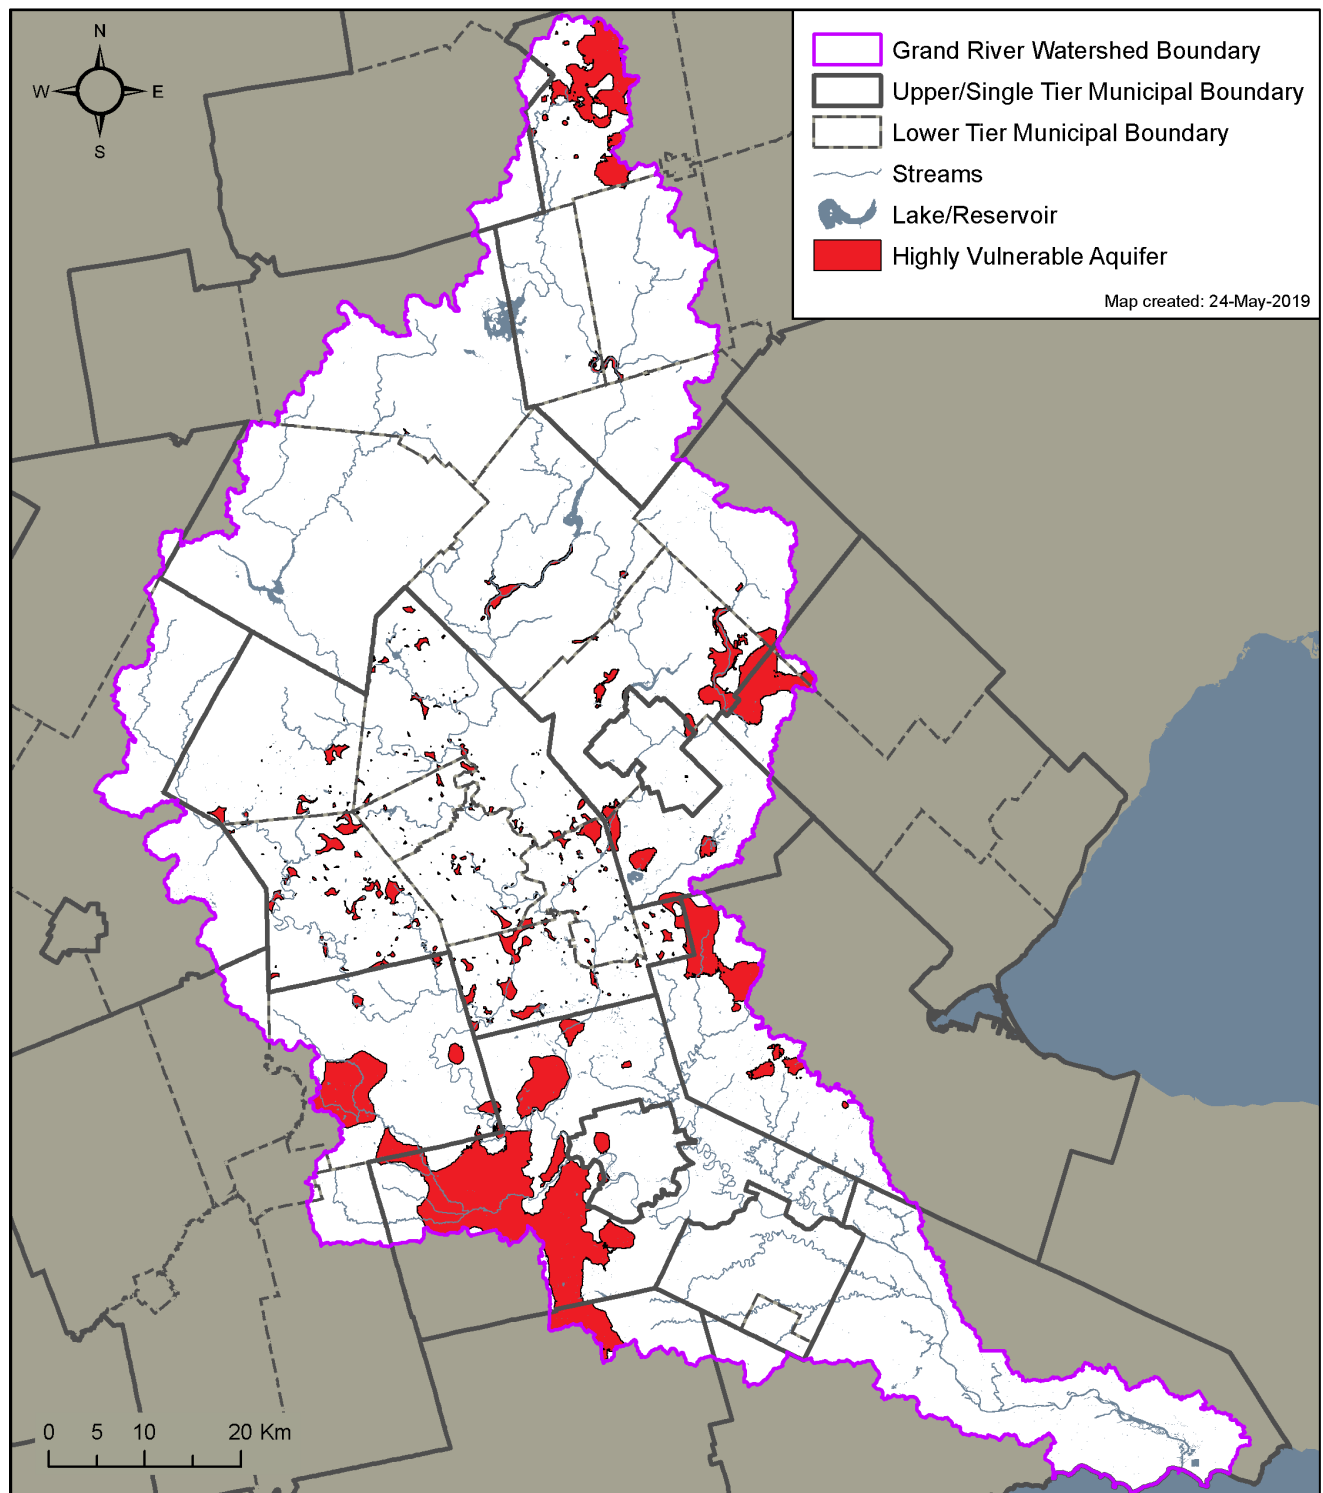 N
W E
S
Grand River Watershed Boundary
Upper/Single Tier Municipal Boundary
Lower Tier Municipal Boundary
Streams
Lake/Reservoir
Highly Vulnerable Aquifer
Map created: 24-May-2019
0 5 10 20 Km